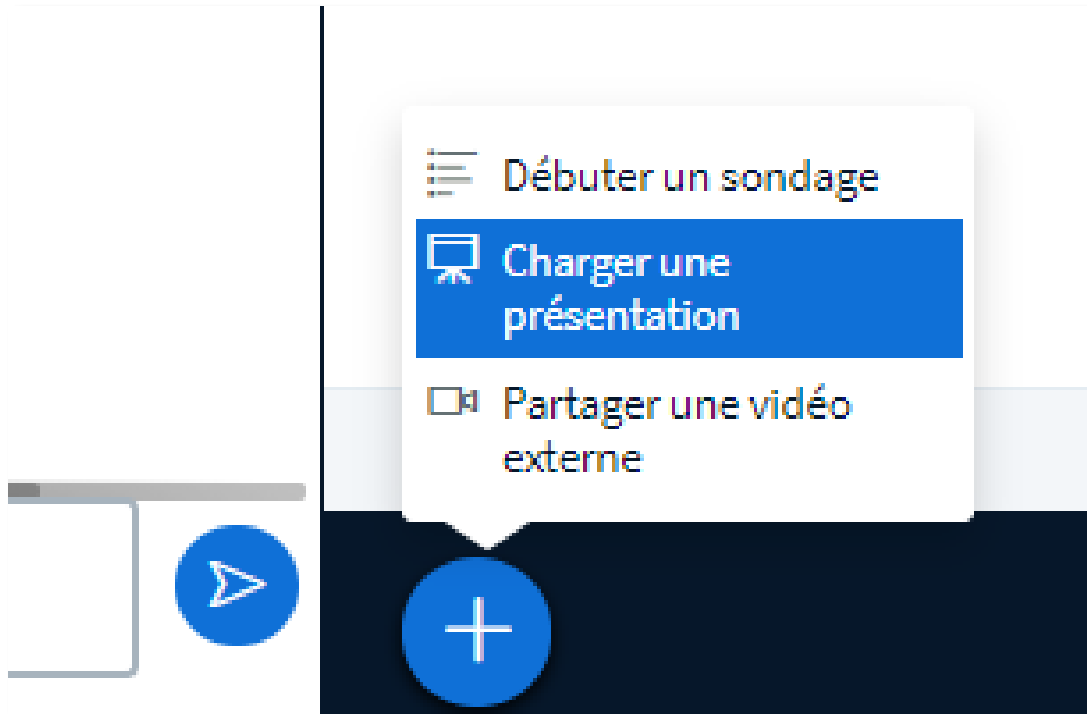 Débuter un sondage
Charger une
présentation
Partager une vidéo
externe